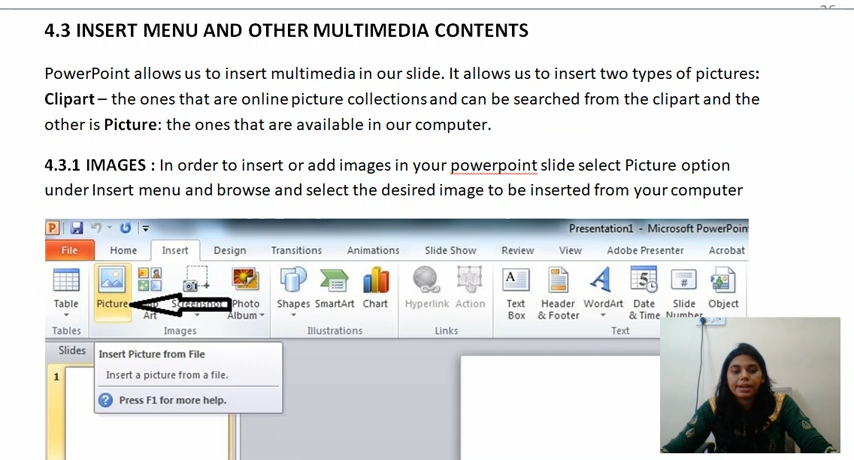 4.3 INSERT MENU AND OTHER MULTIMEDIA CONTENTS
PowerPoint allows us to insert multimedia in our slide. It allows us to insert two types of pictures:
Clipart – the ones that are online picture collections and can be searched from the clipart and the
other is Picture: the ones that are available in our computer.
4.3.1 IMAGES : In order to insert or add images in your powerpoint slide select Picture option
under Insert menu and browse and select the desired image to be inserted from your computer
Presentation1 - Microsoft PowerPoin
File Home Insert Design Transitions Animations Slide Show Review View Adobe Presenter Acrobat
Table Picture Screenshot Photo Shapes SmartArt Chart Hyperlink Action Text Header WordArt Date Slide Object
Art Album Box & Footer & Time Number
Tables Images Illustrations Links Text
Slides
Insert Picture from File
1
Insert a picture from a file.
Press F1 for more help.